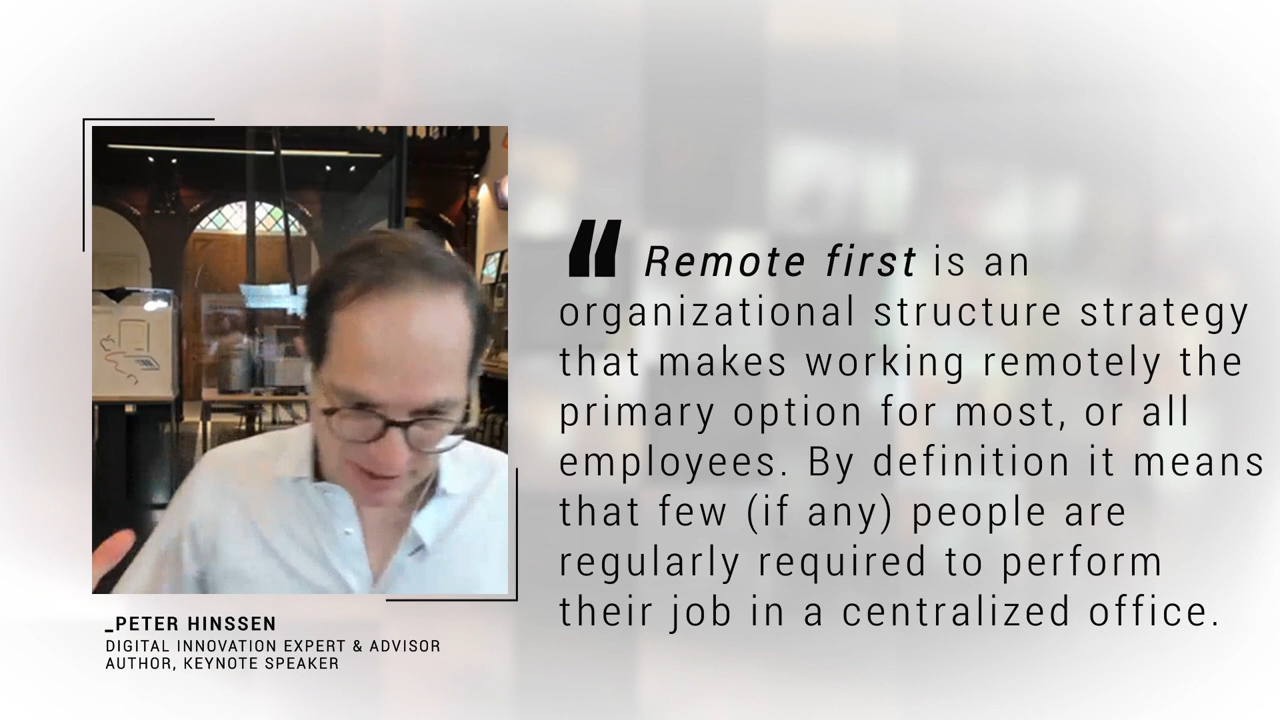 “ Remote first is an
organizational structure strategy
that makes working remotely the
primary option for most, or all
employees. By definition it means
that few (if any) people are
regularly required to perform
their job in a centralized office.
_PETER HINSSEN
DIGITAL INNOVATION EXPERT & ADVISOR
AUTHOR, KEYNOTE SPEAKER